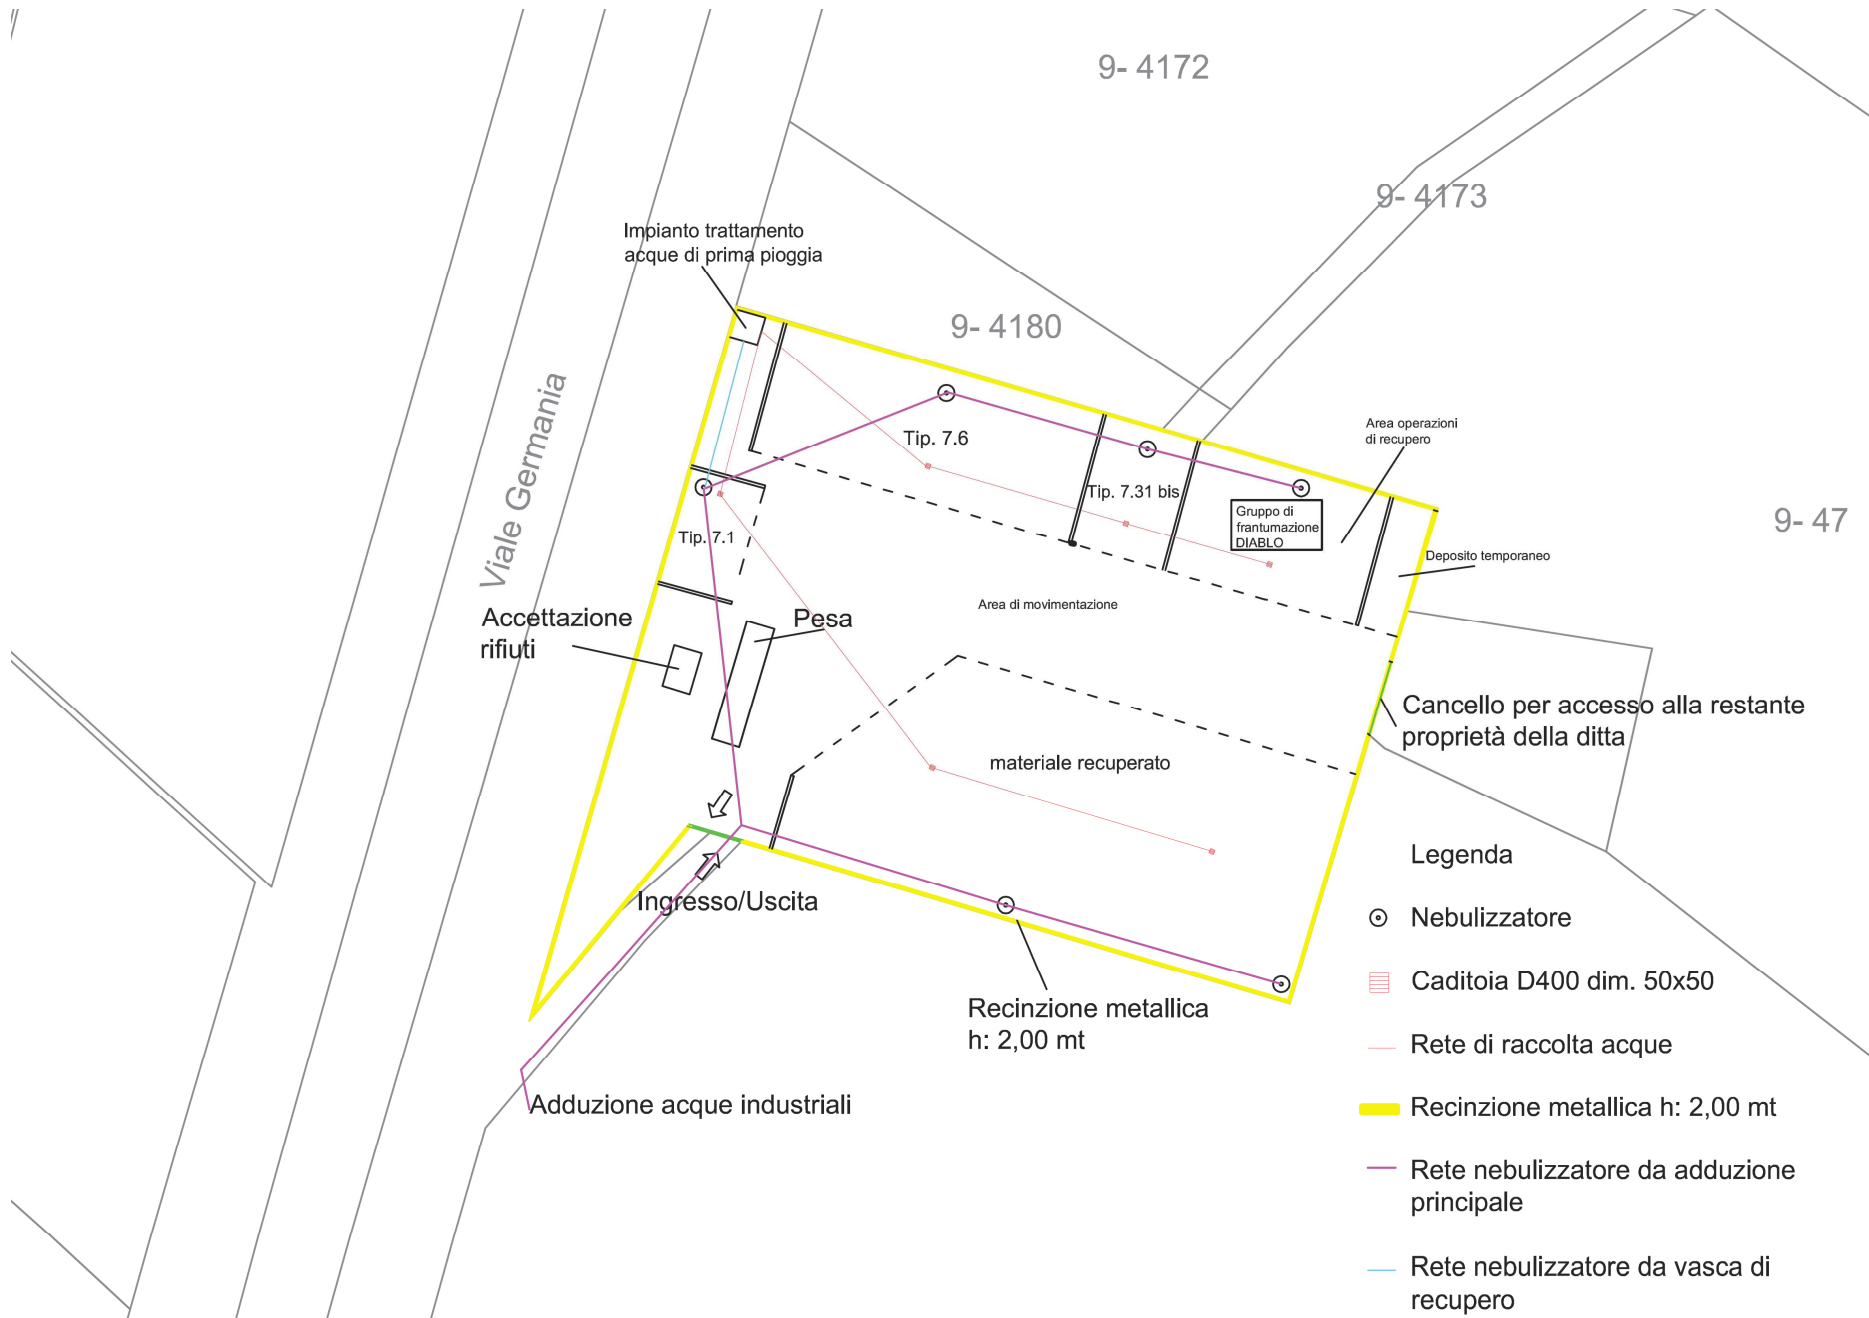 9- 4172
9- 4173
Impianto trattamento
acque di prima pioggia
9- 4180
Viale Germania
Area operazioni
di recupero
Tip. 7.6
Tip. 7.31 bis
Gruppo di
frantumazione
DIABLO
9- 47
Tip. 7.1
Deposito temporaneo
Area di movimentazione
Accettazione
rifiuti
Pesa
Cancello per accesso alla restante
proprietà della ditta
materiale recuperato
Ingresso/Uscita
Recinzione metallica
h: 2,00 mt
Adduzione acque industriali
Legenda
Nebulizzatore
Caditoia D400 dim. 50x50
Rete di raccolta acque
Recinzione metallica h: 2,00 mt
Rete nebulizzatore da adduzione
principale
Rete nebulizzatore da vasca di
recupero